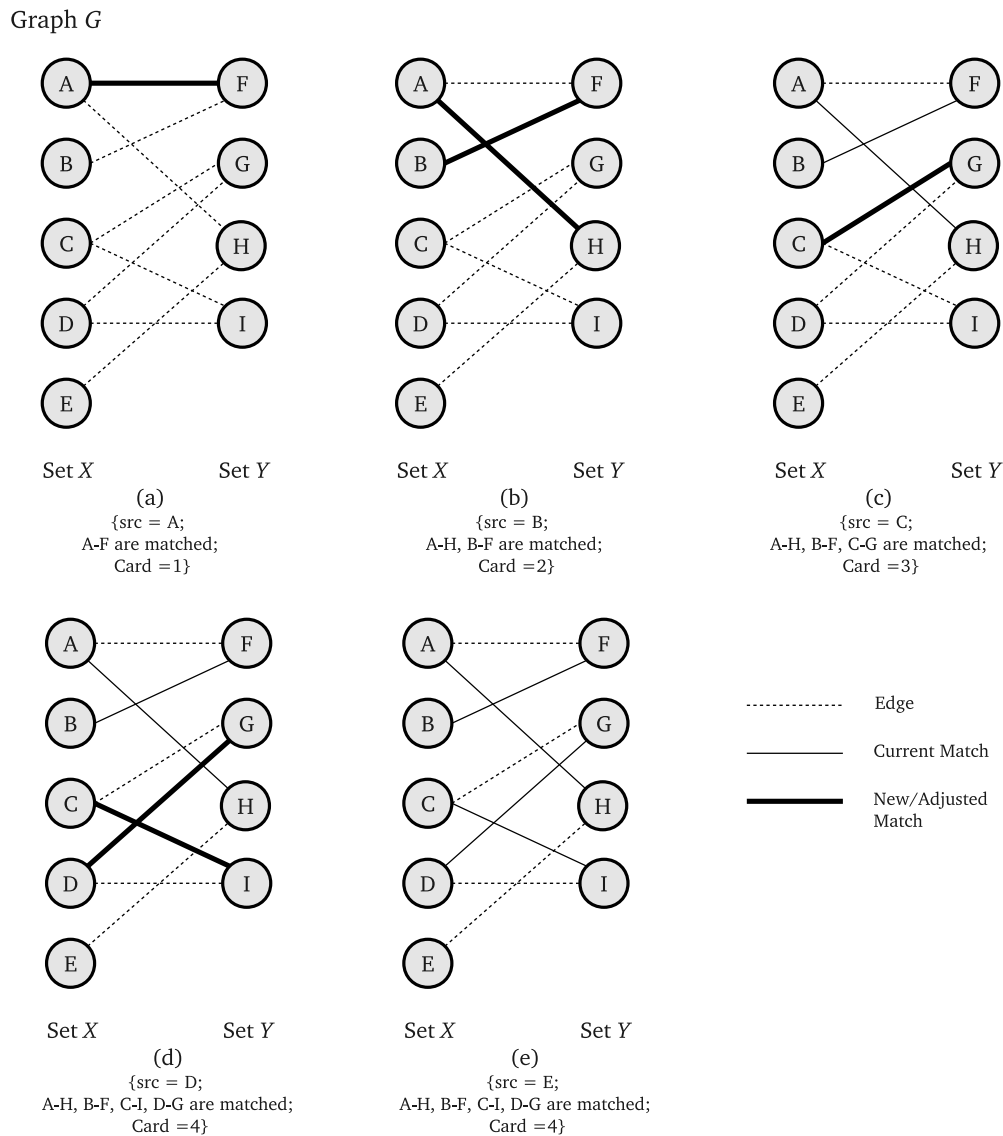 Graph G
A F A F A F
B G B G B G
C H C H C H
D I D I D I
E E E
Set X Set Y Set X Set Y Set X Set Y
(a) (b) (c)
{src = A; {src = B; {src = C;
A-F are matched; A-H, B-F are matched; A-H, B-F, C-G are matched;
Card =1} Card =2} Card =3}
A F A F
B G B G
C H C H
D I D I
E E
Edge
Current Match
New/Adjusted
Match
Set X Set Y Set X Set Y
(d) (e)
{src = D; {src = E;
A-H, B-F, C-I, D-G are matched; A-H, B-F, C-I, D-G are matched;
Card =4} Card =4}